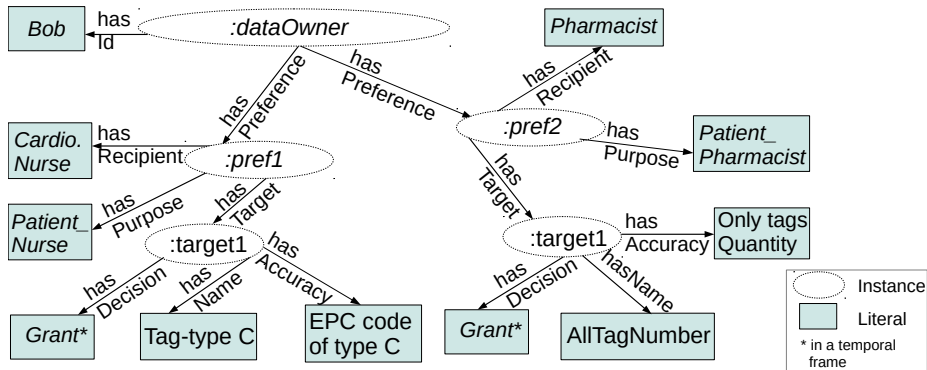 Bob
has
Id
:dataOwner
Pharmacist
has
Preference
has
Preference
has
Recipient
Cardio.
Nurse
has
Recipient
:pref1
:pref2
has
Purpose
Patient_
Pharmacist
Patient_
Nurse
has
Purpose
has
Target
has
Target
:target1
:target1
has
Accuracy
Only tags
Quantity
has
Decision
has
Name
has
Accuracy
has
Decision
hasName
Grant*
Tag-type C
EPC code
of type C
Grant*
AllTagNumber
Instance
Literal
* in a temporal
frame